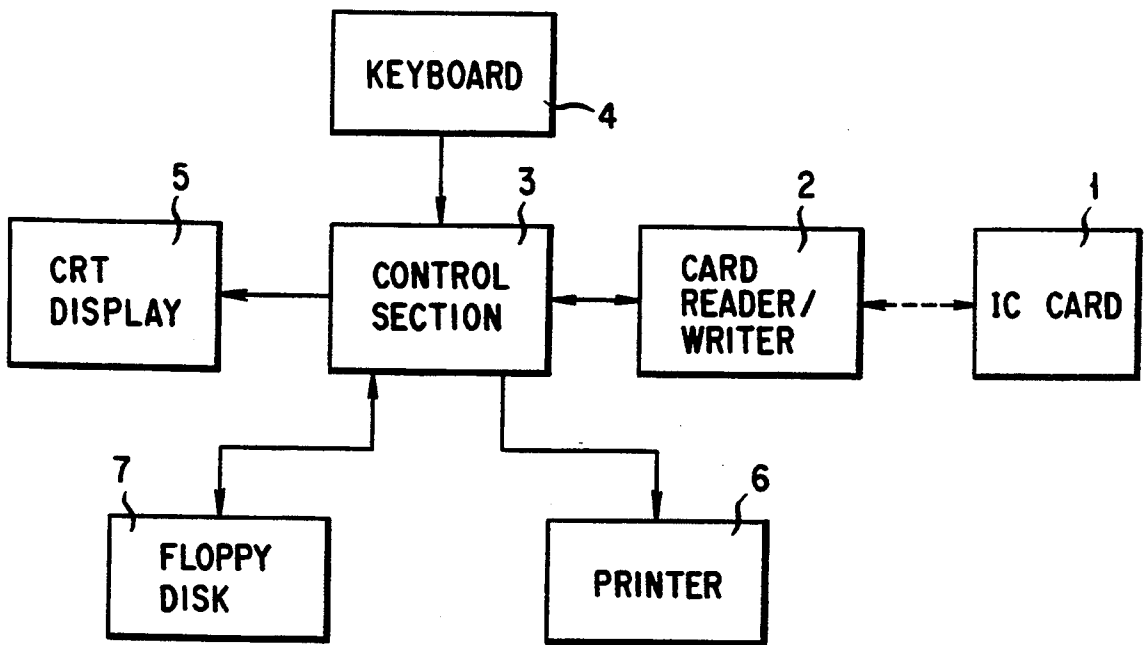 KEYBOARD
4
5
3
2
1
CRT
DISPLAY
CONTROL
SECTION
CARD
READER/
WRITER
IC CARD
7
6
FLOPPY
DISK
PRINTER